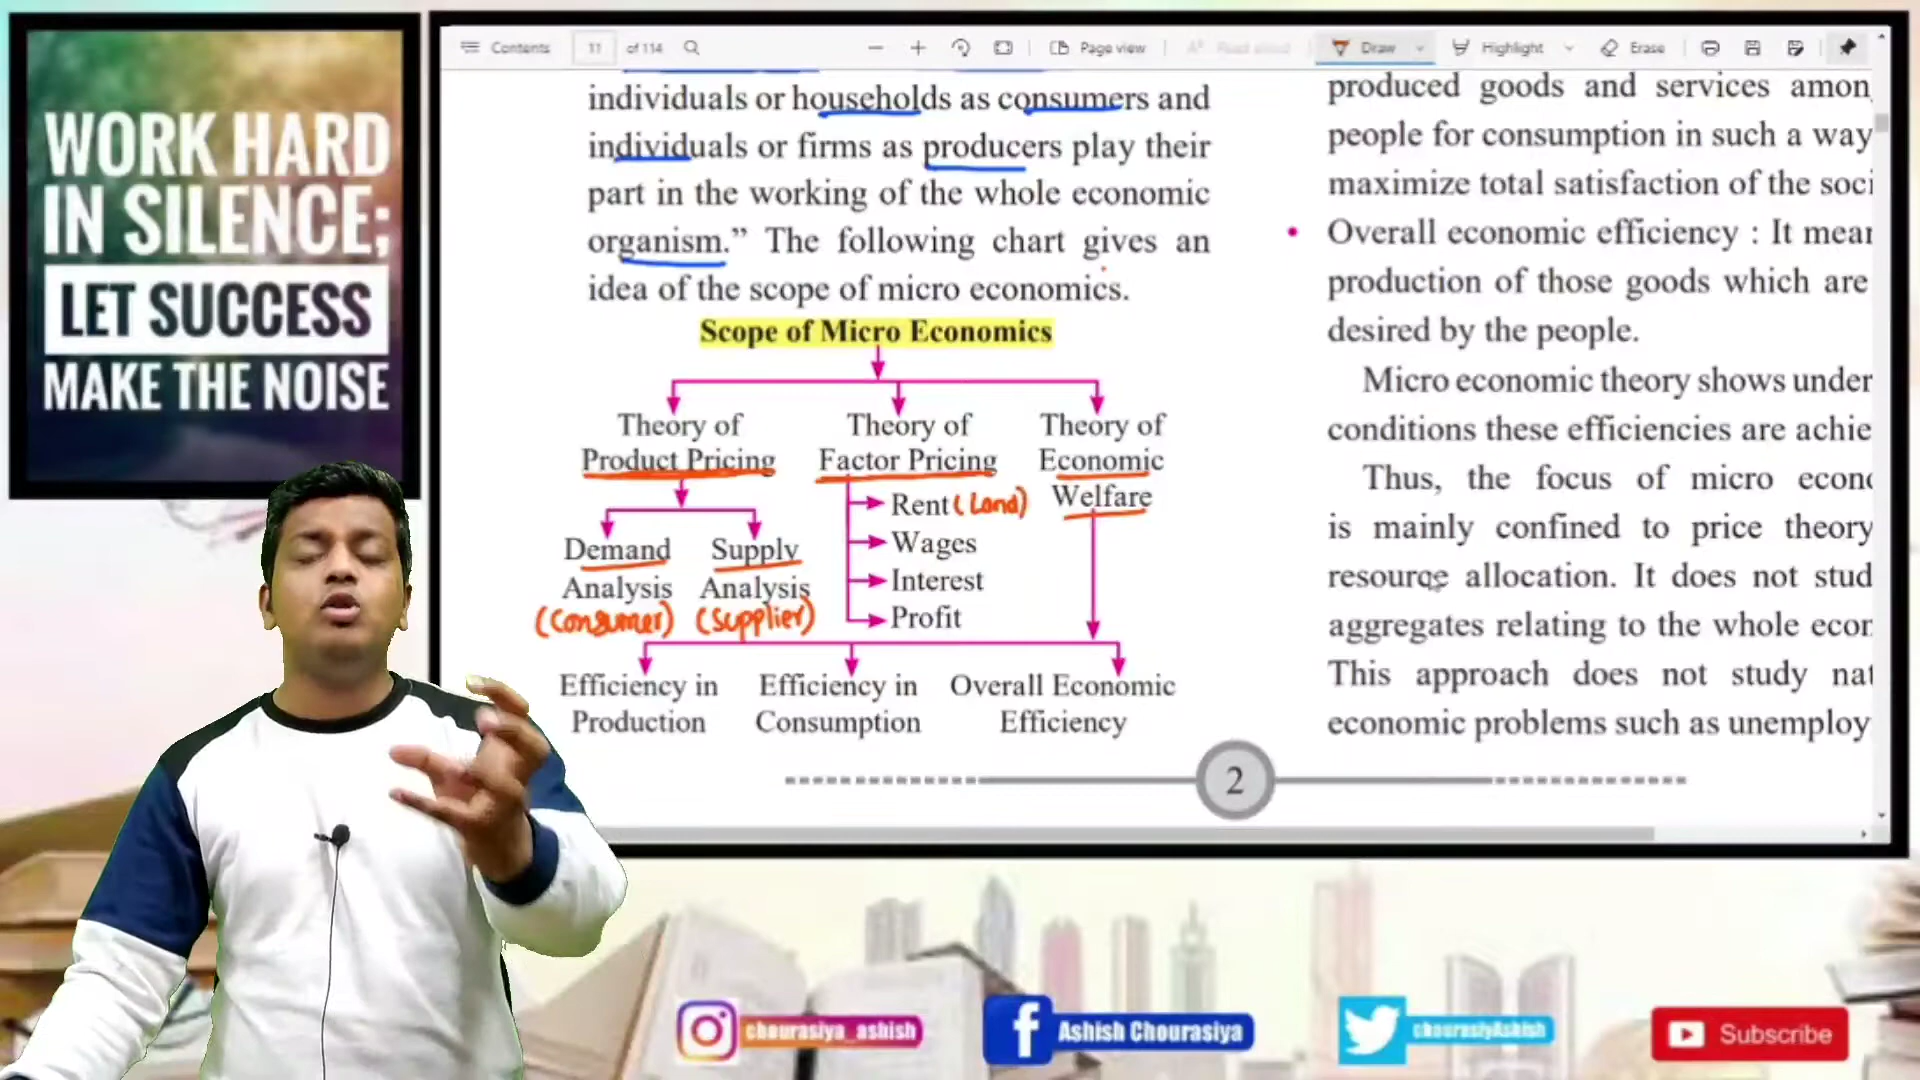 WORK HARD
IN SILENCE;
LET SUCCESS
MAKE THE NOISE
Contents 11 of 114 Page view Read aloud Draw Highlight Erase
individuals or households as consumers and
individuals or firms as producers play their
part in the working of the whole economic
organism.” The following chart gives an
idea of the scope of micro economics.
Scope of Micro Economics
Theory of
Product Pricing
Theory of
Factor Pricing
Theory of
Economic
Welfare
Demand
Analysis
(Consumer)
Supply
Analysis
(Supplier)
Rent (Land)
Wages
Interest
Profit
Efficiency in
Production
Efficiency in
Consumption
Overall Economic
Efficiency
produced goods and services amon
people for consumption in such a way
maximize total satisfaction of the soci
• Overall economic efficiency : It mean
production of those goods which are
desired by the people.
Micro economic theory shows under
conditions these efficiencies are achie
Thus, the focus of micro econo
is mainly confined to price theory
resource allocation. It does not stud
aggregates relating to the whole econ
This approach does not study nat
economic problems such as unemploy
2
chourasiya_ashish
Ashish Chourasiya
chourasiyAshish
Subscribe